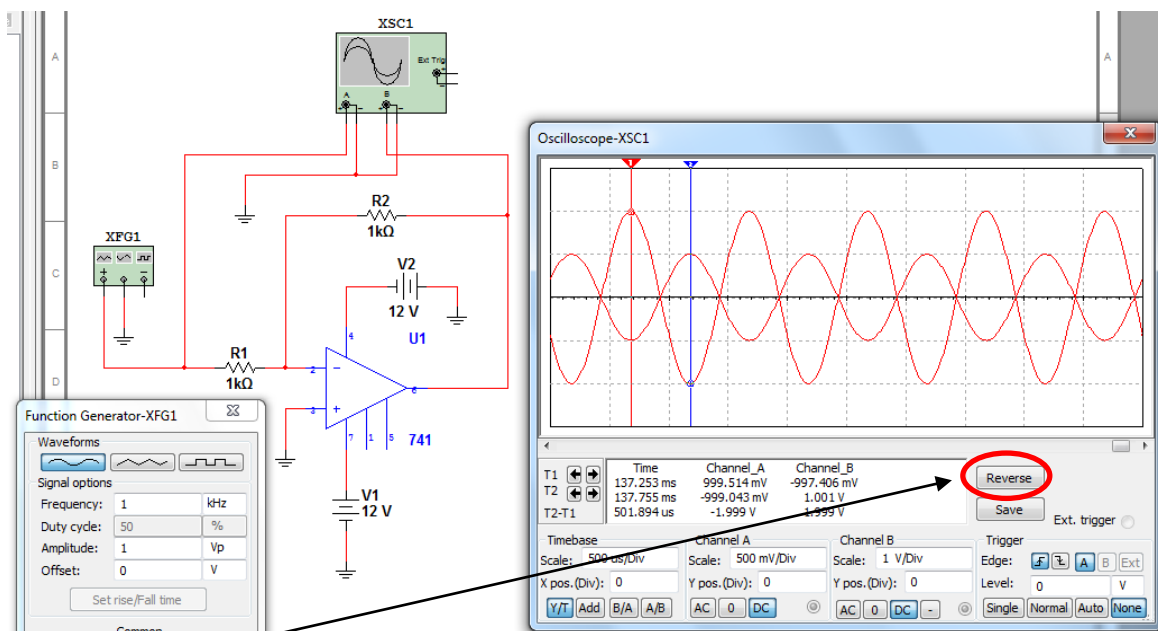 XSC1
Ext Trig
A
B
A
B
C
D
A
XFG1
R2
1kΩ
V2
12 V
U1
R1
1kΩ
4
2
3
6
7
1
5
741
V1
12 V
Function Generator-XFG1
Waveforms
Signal options
Frequency: 1 kHz
Duty cycle: 50 %
Amplitude: 1 Vp
Offset: 0 V
Set rise/Fall time
Common
Oscilloscope-XSC1
1
2
Time Channel_A Channel_B
T1 137.253 ms 999.514 mV -997.406 mV
T2 137.755 ms -999.043 mV 1.001 V
T2-T1 501.894 us -1.999 V 1.999 V
Reverse
Save
Ext. trigger
Timebase
Scale: 500 us/Div
X pos.(Div): 0
Y/T Add B/A A/B
Channel A
Scale: 500 mV/Div
Y pos.(Div): 0
AC 0 DC
Channel B
Scale: 1 V/Div
Y pos.(Div): 0
AC 0 DC -
Trigger
Edge: A B Ext
Level: 0 V
Single Normal Auto None